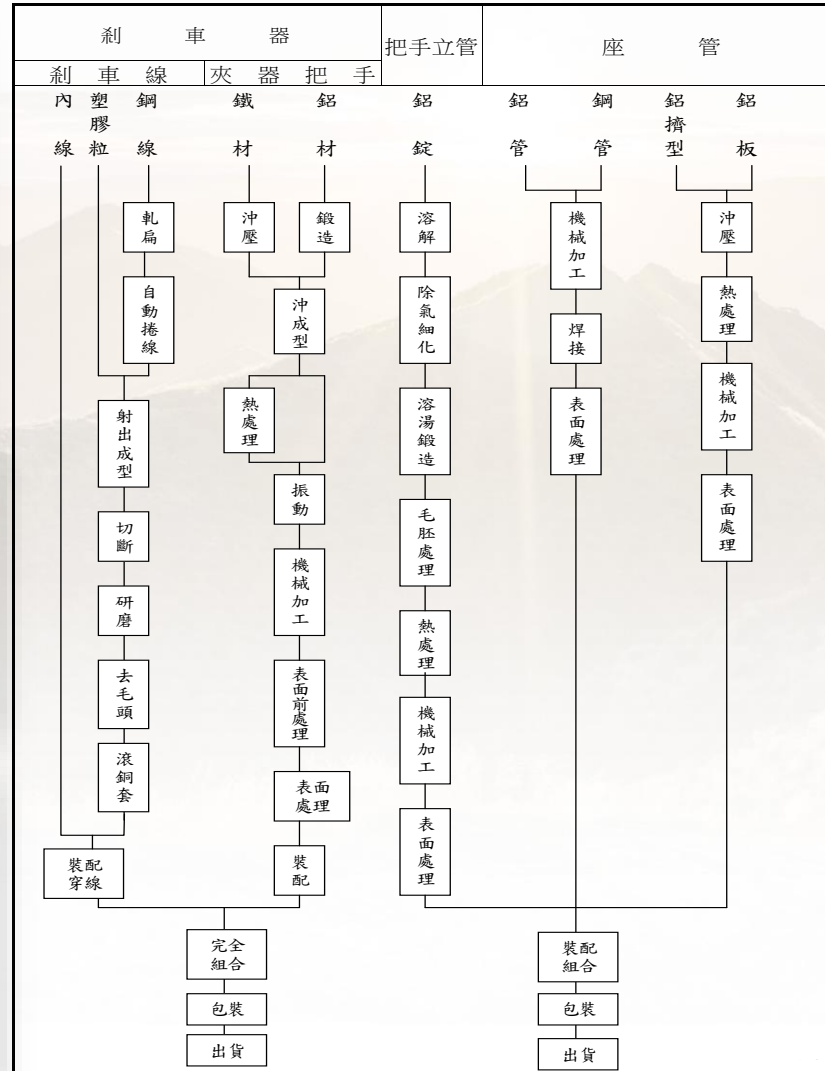 剎車器
把手立管
座管
剎車線
夾器把手
內線
塑膠粒
鋼線
鐵材
鋁材
鋁錠
鋁管
鋼管
鋁擠型
鋁板
軋扁
自動捲線
射出成型
切斷
研磨
去毛頭
滾銅套
裝配
穿線
沖壓
鍛造
沖成型
熱處理
振動
機械加工
表面前處理
表面
處理
裝配
溶解
除氣細化
溶湯鍛造
毛胚處理
熱處理
機械加工
表面處理
機械加工
焊接
表面處理
沖壓
熱處理
機械加工
表面處理
完全
組合
包裝
出貨
裝配
組合
包裝
出貨